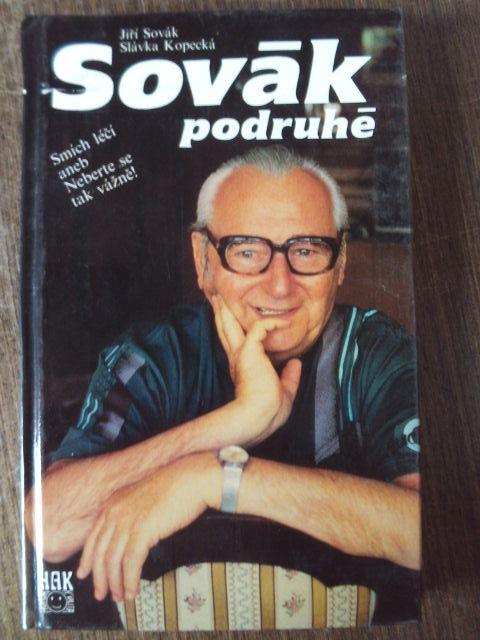 Jiří Sovák
Slávka Kopecká
Sovák
podruhé
Smích léčí
aneb
Neberte se
tak vážně!
HAK